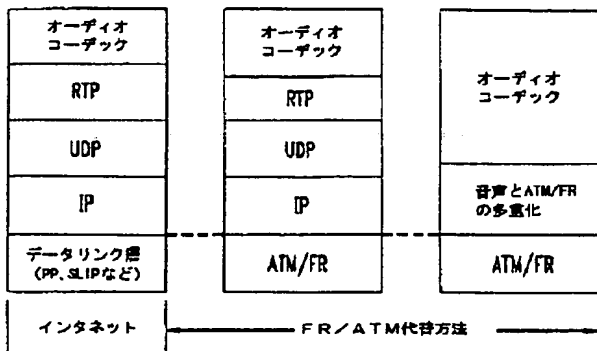 オーディオ
コーデック
RTP
UDP
IP
データリンク層
(PP、SLIPなど)
インタネット
オーディオ
コーデック
RTP
UDP
IP
ATM/FR
オーディオ
コーデック
音声とATM/FR
の多重化
ATM/FR
FR/ATM代替方法